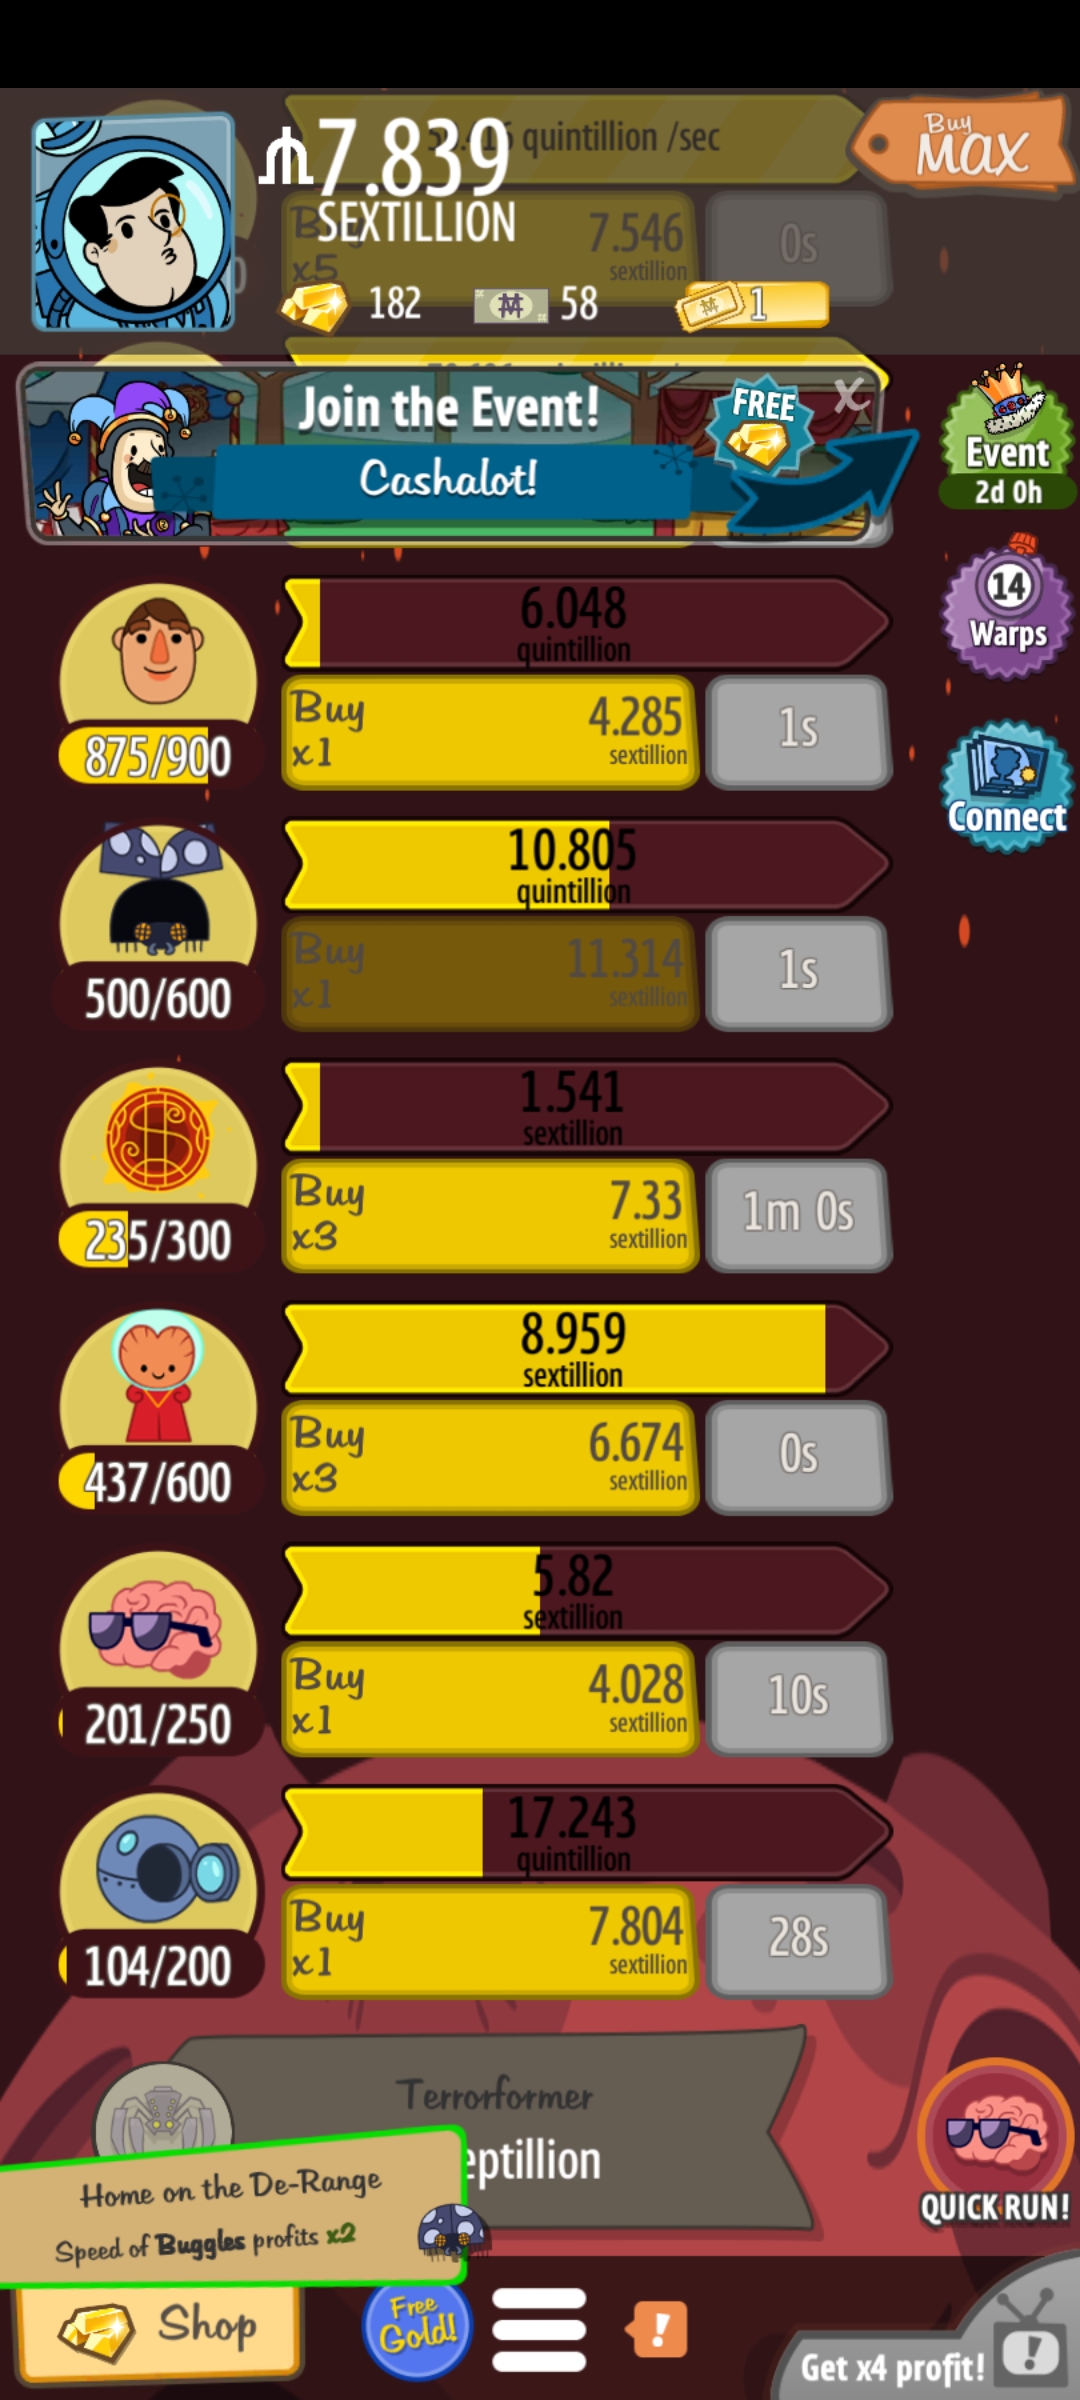 7.839
SEXTILLION
quintillion /sec
Buy
MAX
Buy
x5
7.546
sextillion
0s
182
58
1
Join the Event!
FREE
X
Cashalot!
Event
2d 0h
6.048
quintillion
14
Warps
Buy
x1
4.285
sextillion
1s
875/900
Connect
10.805
quintillion
Buy
x1
11.314
sextillion
1s
500/600
1.541
sextillion
Buy
x3
7.33
sextillion
1m 0s
235/300
8.959
sextillion
Buy
x3
6.674
sextillion
0s
437/600
5.82
sextillion
Buy
x1
4.028
sextillion
10s
201/250
17.243
quintillion
Buy
x1
7.804
sextillion
28s
104/200
Terrorformer
eptillion
Home on the De-Range
Speed of Buggles profits x2
QUICK RUN!
Shop
Free
Gold!
!
Get x4 profit!
!